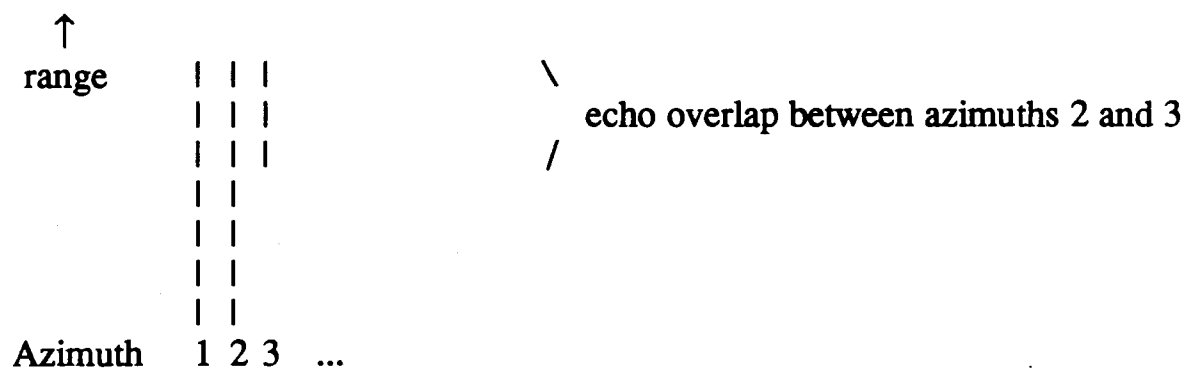 ↑
range | | | \
| | | echo overlap between azimuths 2 and 3
| | | /
| |
| |
| |
| |
Azimuth 1 2 3 ...